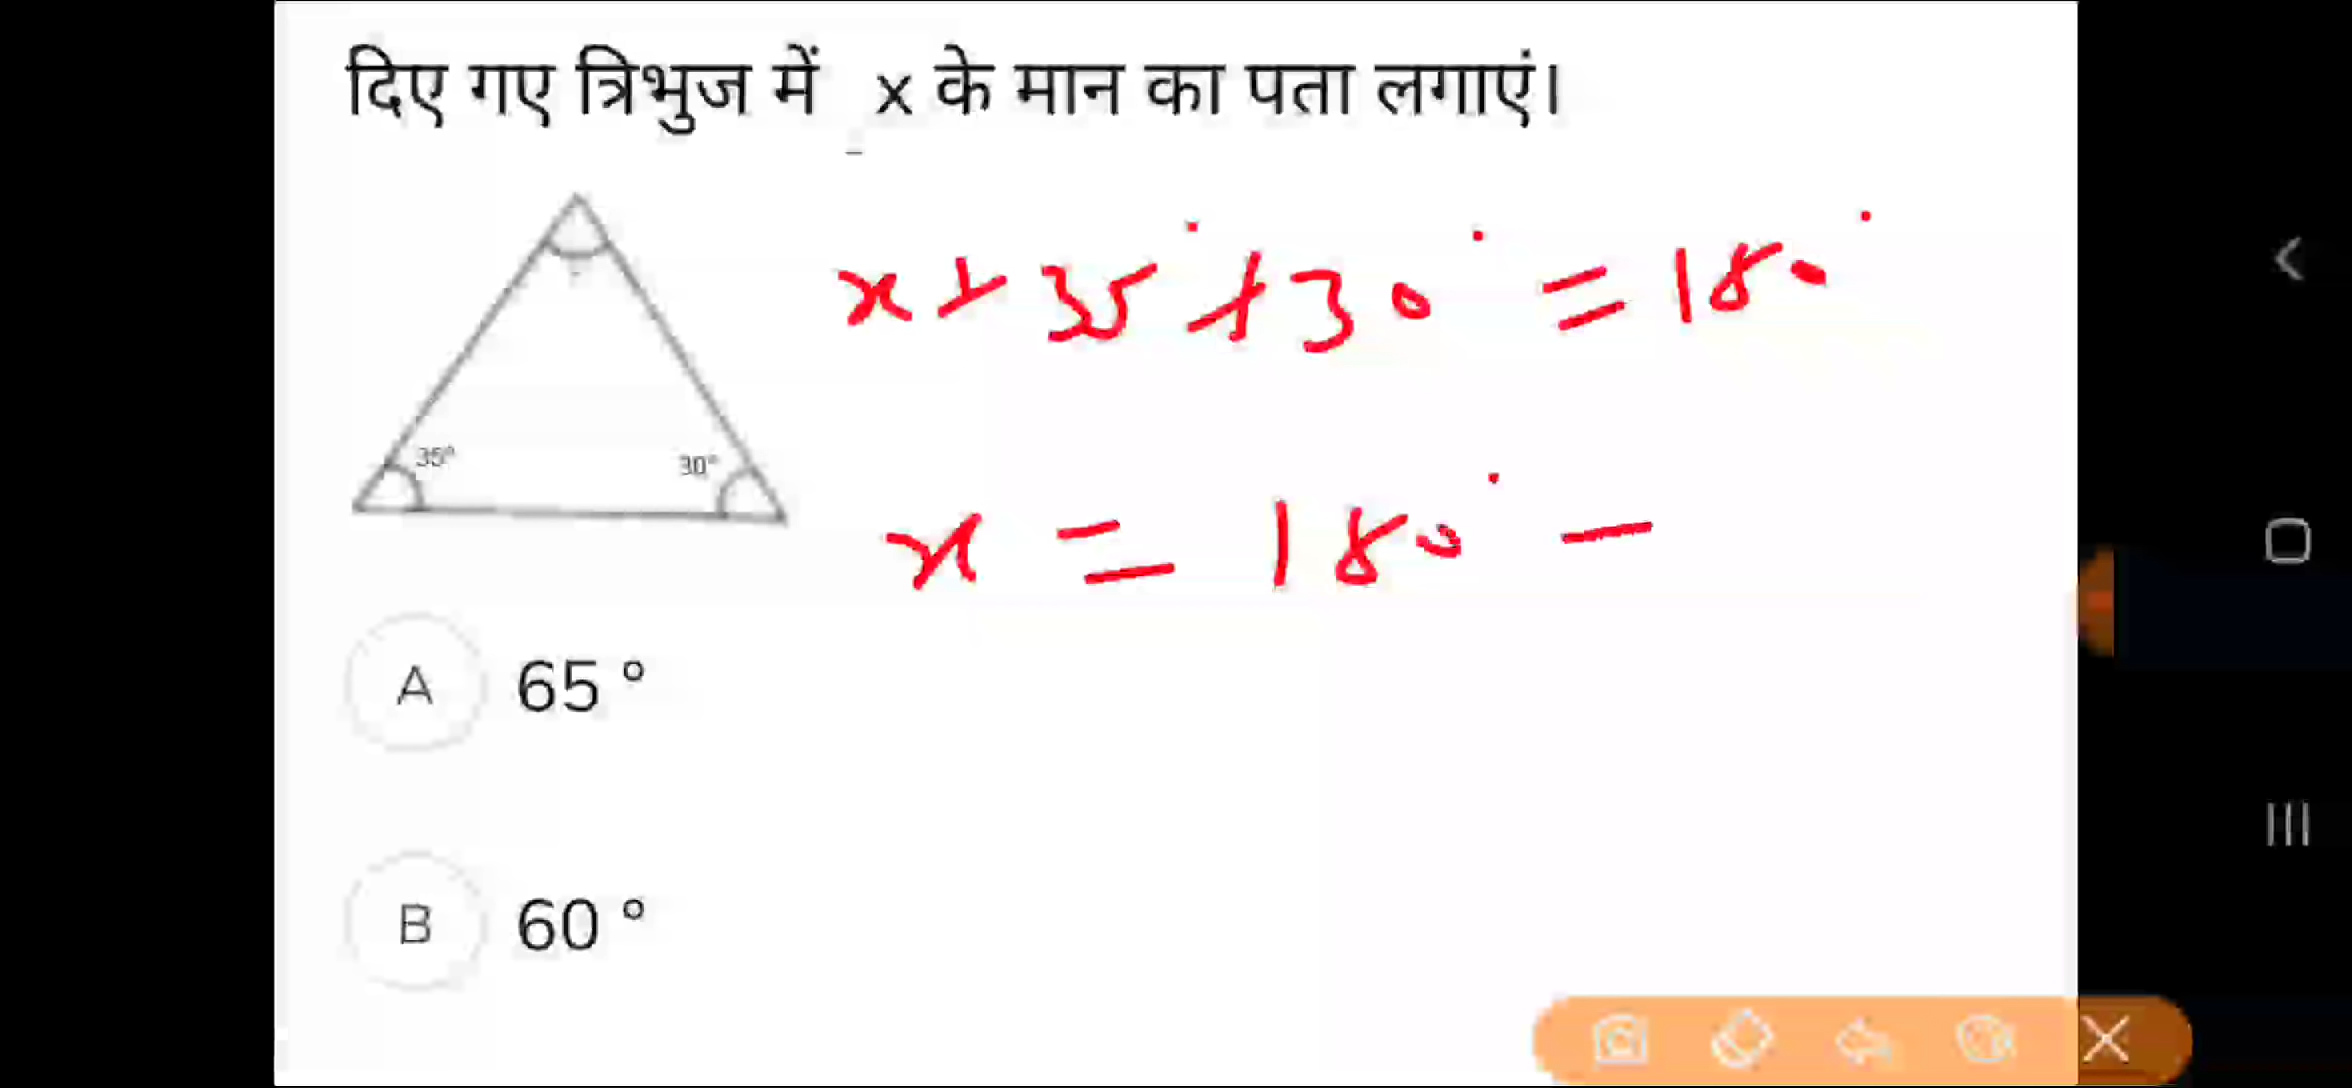 दिए गए त्रिभुज में x के मान का पता लगाएं।
x + 35° + 30° = 180°
35°
30°
x = 180° -
A 65 °
B 60 °